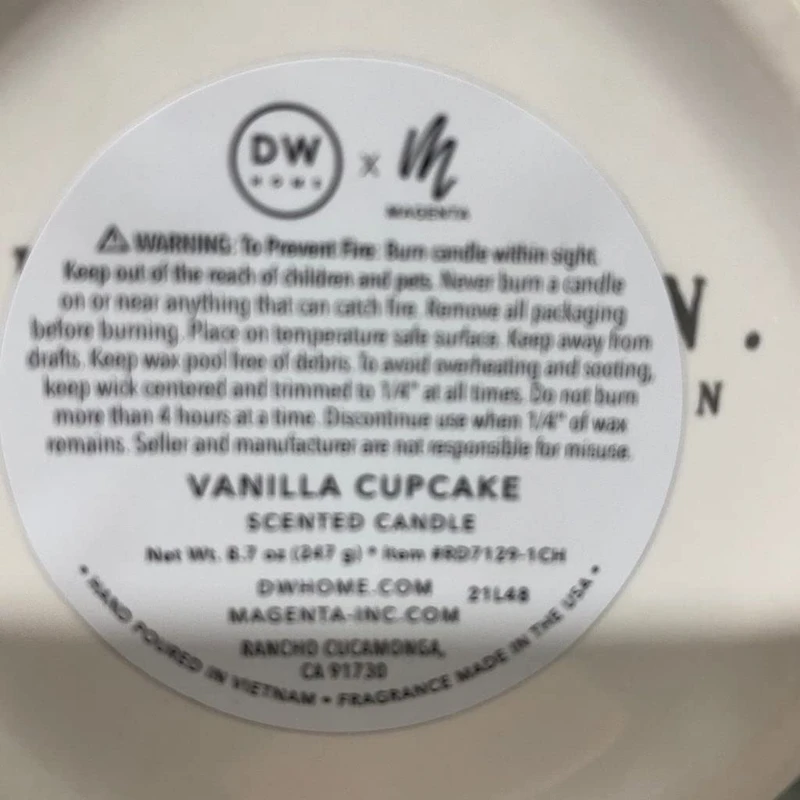 DW x M
HOME MAGENTA
⚠ WARNING: To Prevent Fire: Burn candle within sight.
Keep out of the reach of children and pets. Never burn a candle
on or near anything that can catch fire. Remove all packaging
before burning. Place on temperature safe surface. Keep away from
drafts. Keep wax pool free of debris. To avoid overheating and sooting,
keep wick centered and trimmed to 1/4" at all times. Do not burn
more than 4 hours at a time. Discontinue use when 1/4" of wax
remains. Seller and manufacturer are not responsible for misuse.
VANILLA CUPCAKE
SCENTED CANDLE
Net Wt. 8.7 oz (247 g) * Item #RD7129-1CH
DWHOME.COM 21L48
MAGENTA-INC.COM
RANCHO CUCAMONGA,
CA 91730
• HAND POURED IN VIETNAM • FRAGRANCE MADE IN THE USA •
N.
N